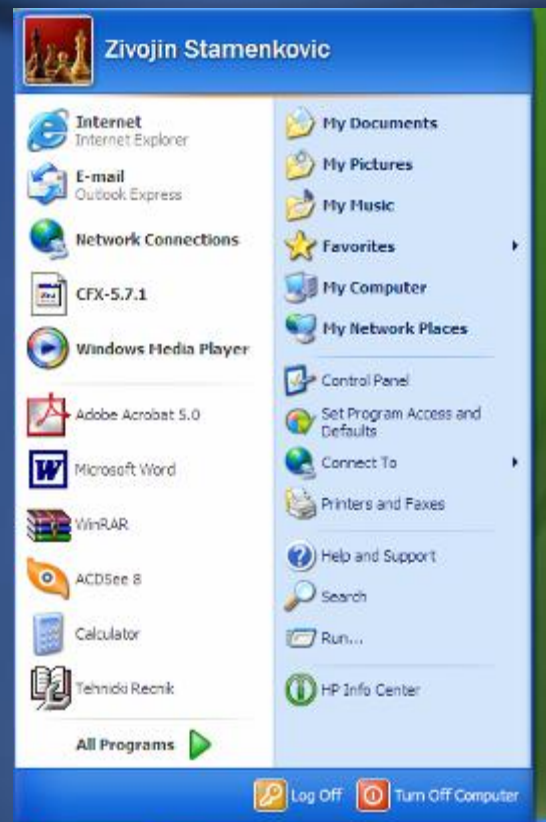 Zivojin Stamenkovic
Internet
Internet Explorer
E-mail
Outlook Express
Network Connections
CFX-5.7.1
Windows Media Player
Adobe Acrobat 5.0
Microsoft Word
WinRAR
ACDSee 8
Calculator
Tehnicki Recnik
All Programs
My Documents
My Pictures
My Music
Favorites
My Computer
My Network Places
Control Panel
Set Program Access and
Defaults
Connect To
Printers and Faxes
Help and Support
Search
Run...
HP Info Center
Log Off
Turn Off Computer